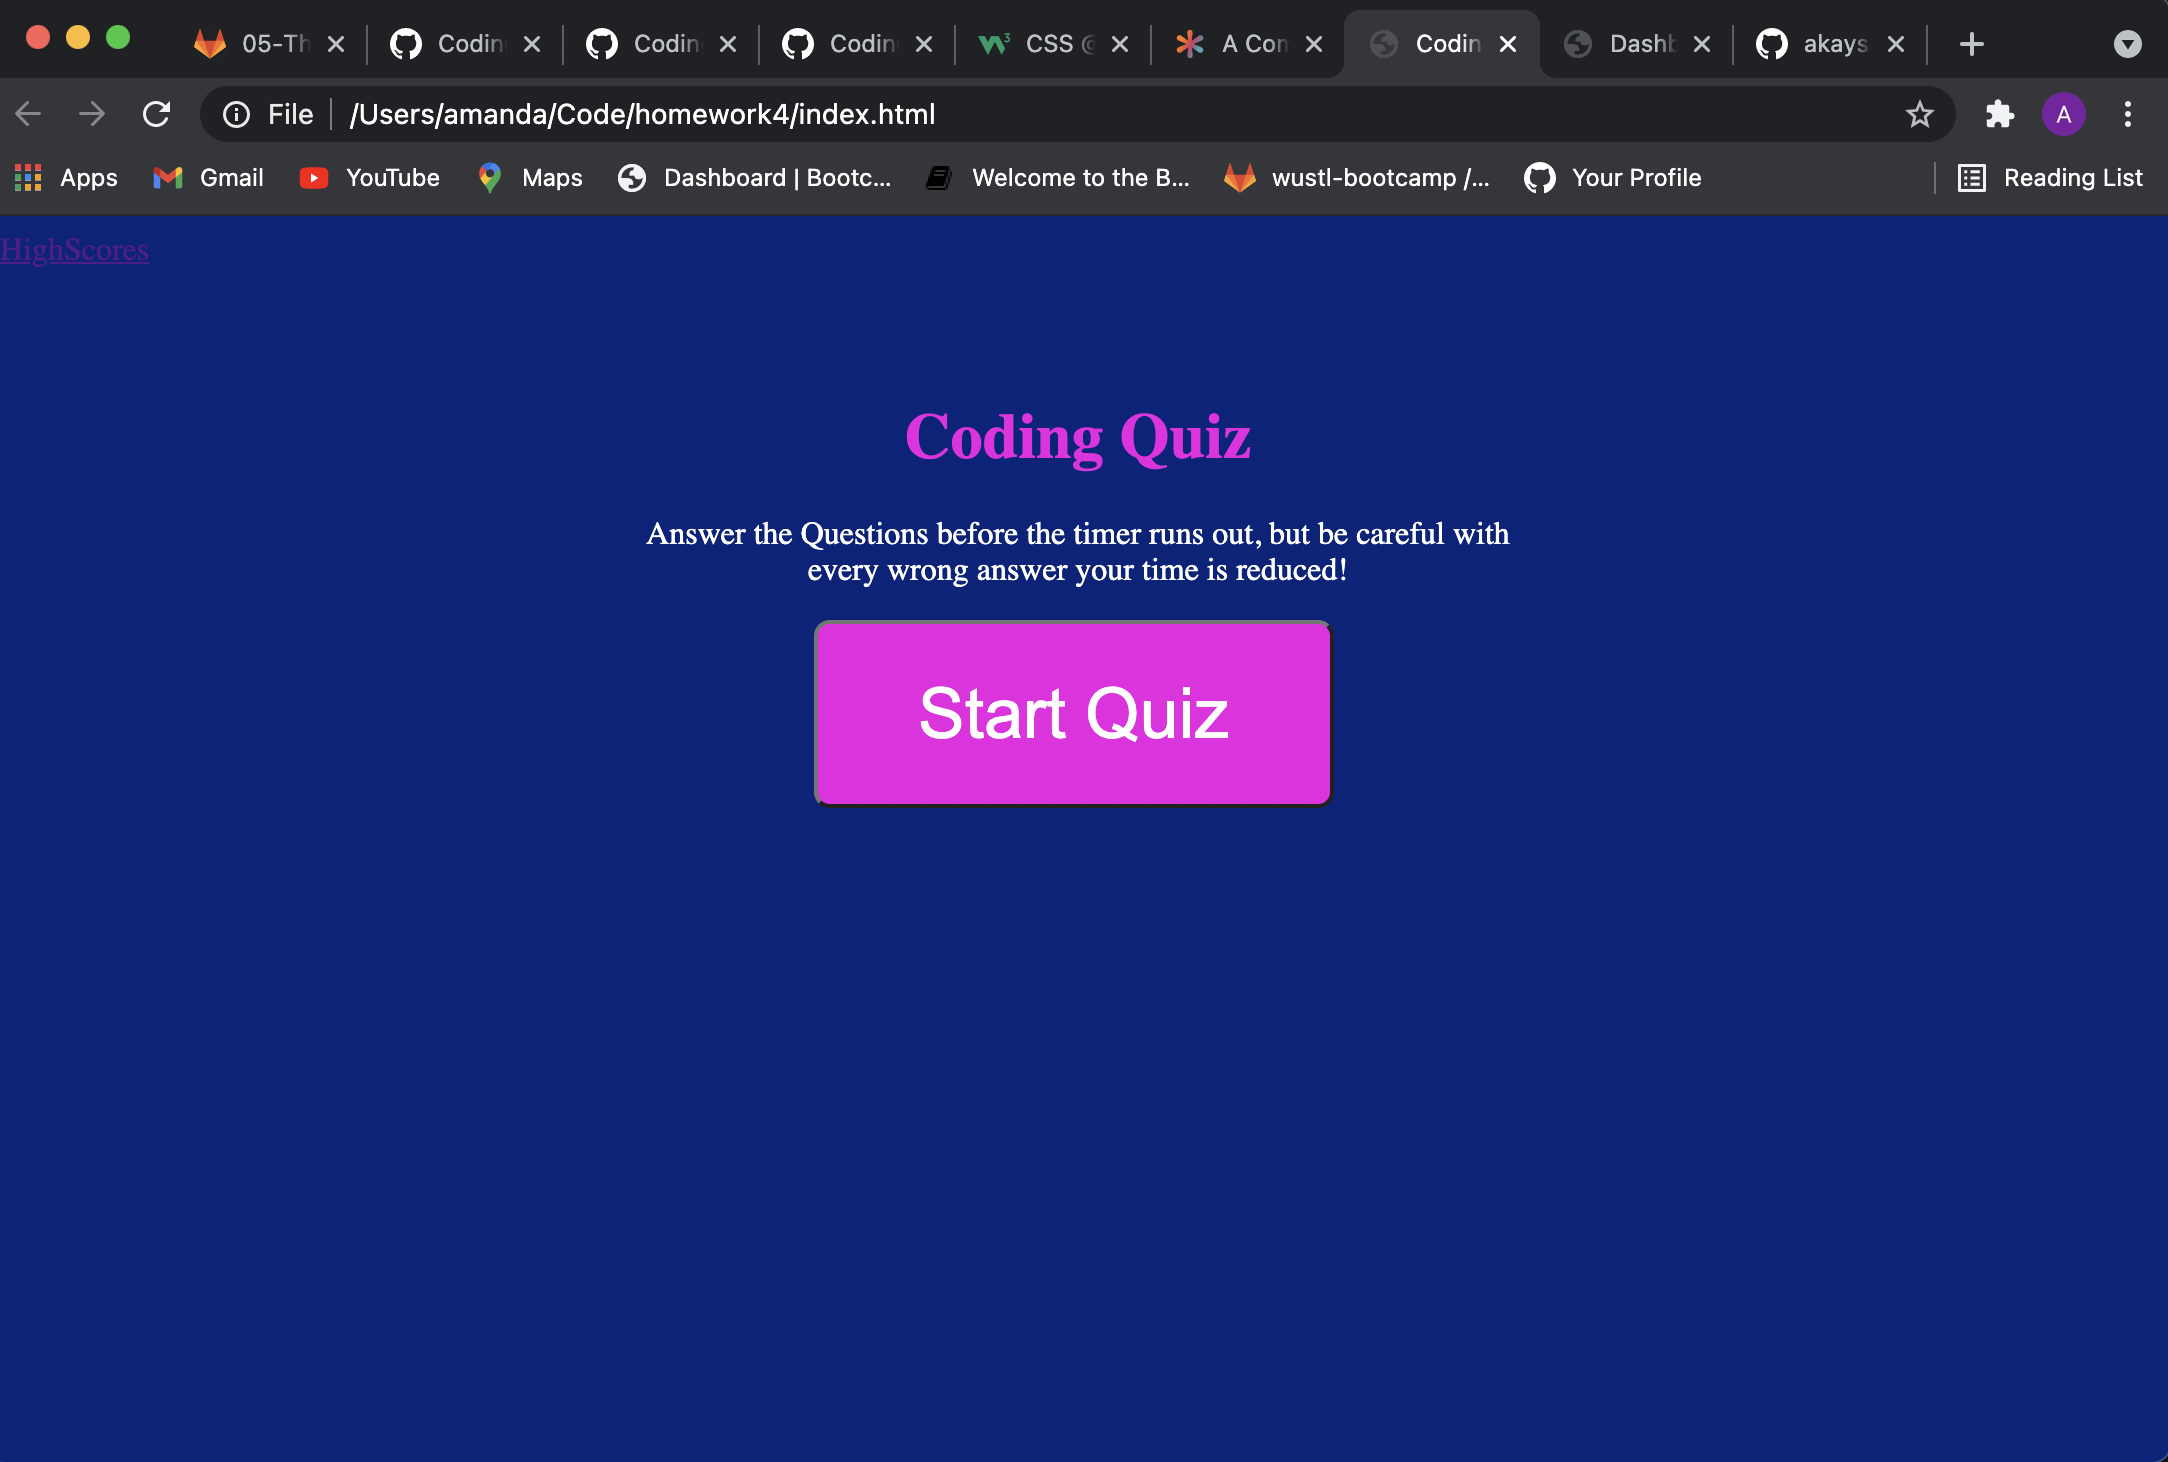 05-Th
Codin
Codin
Codin
CSS @
A Con
Codin
Dashb
akays
File /Users/amanda/Code/homework4/index.html
A
Apps Gmail YouTube Maps Dashboard | Bootc... Welcome to the B... wustl-bootcamp /... Your Profile Reading List
HighScores
Coding Quiz
Answer the Questions before the timer runs out, but be careful with
every wrong answer your time is reduced!
Start Quiz